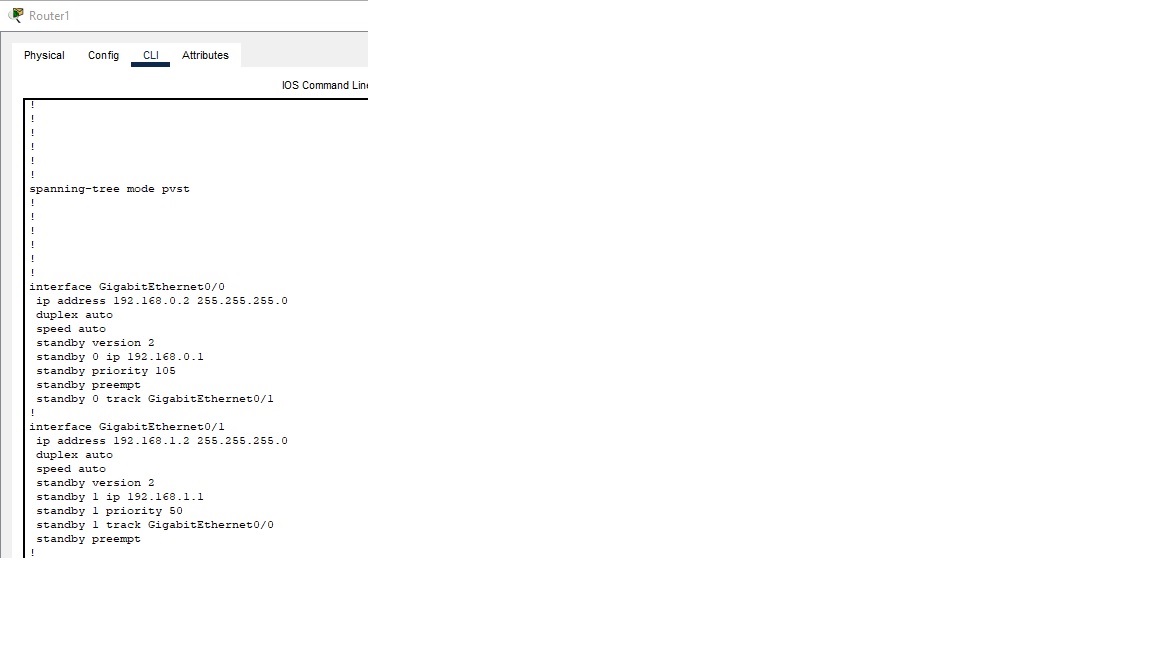 Router1
Physical Config CLI Attributes
IOS Command Line
!
!
!
!
!
!
spanning-tree mode pvst
!
!
!
!
!
!
interface GigabitEthernet0/0
ip address 192.168.0.2 255.255.255.0
duplex auto
speed auto
standby version 2
standby 0 ip 192.168.0.1
standby priority 105
standby preempt
standby 0 track GigabitEthernet0/1
!
interface GigabitEthernet0/1
ip address 192.168.1.2 255.255.255.0
duplex auto
speed auto
standby version 2
standby 1 ip 192.168.1.1
standby 1 priority 50
standby 1 track GigabitEthernet0/0
standby preempt
!